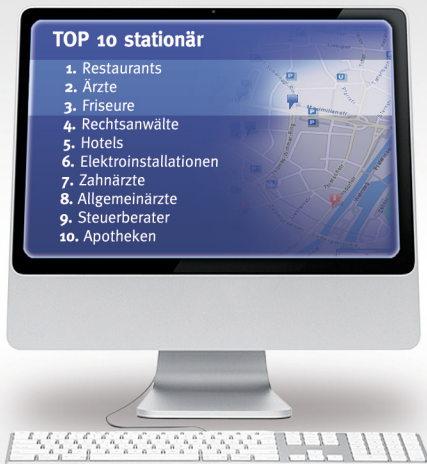 TOP 10 stationär
1. Restaurants
2. Ärzte
3. Friseure
4. Rechtsanwälte
5. Hotels
6. Elektroinstallationen
7. Zahnärzte
8. Allgemeinärzte
9. Steuerberater
10. Apotheken
P
U
P
P